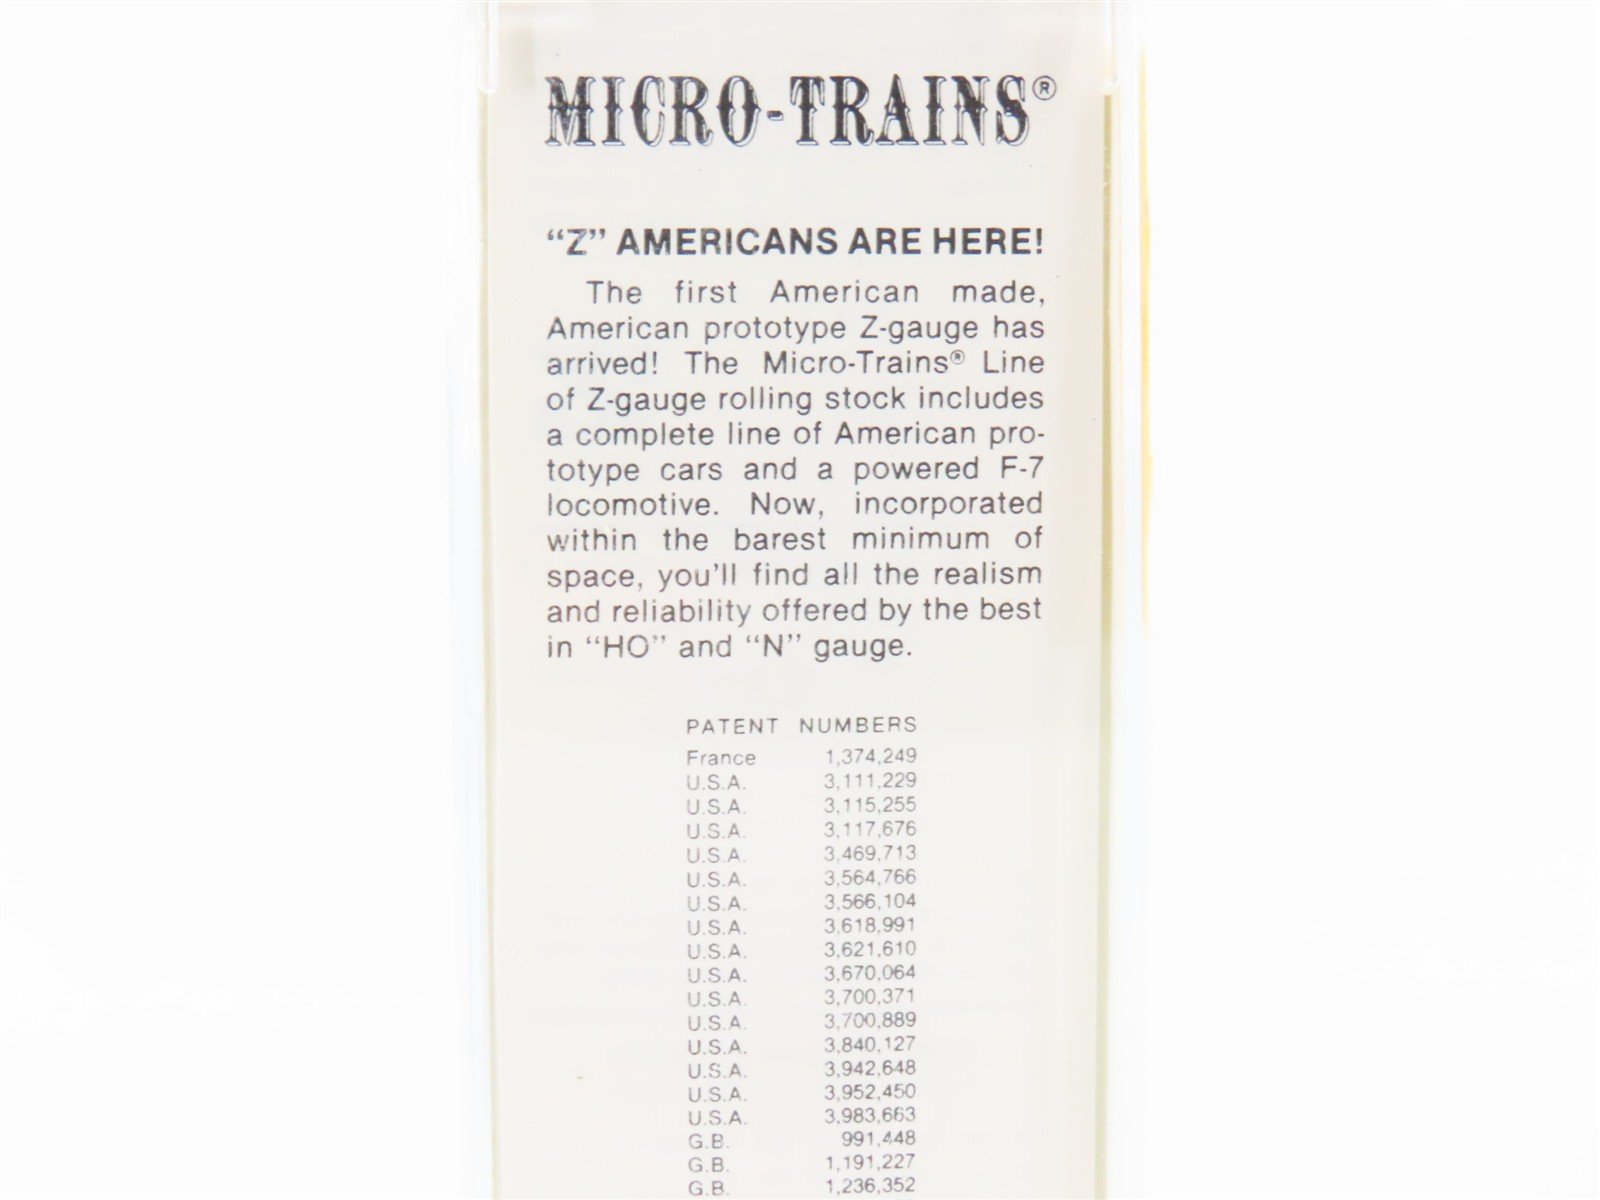 MICRO-TRAINS®
“Z” AMERICANS ARE HERE!
The first American made,
American prototype Z-gauge has
arrived! The Micro-Trains® Line
of Z-gauge rolling stock includes
a complete line of American pro-
totype cars and a powered F-7
locomotive. Now, incorporated
within the barest minimum of
space, you’ll find all the realism
and reliability offered by the best
in “HO” and “N” gauge.
PATENT NUMBERS
France 1,374,249
U.S.A. 3,111,229
U.S.A. 3,115,255
U.S.A. 3,117,676
U.S.A. 3,469,713
U.S.A. 3,564,766
U.S.A. 3,566,104
U.S.A. 3,618,991
U.S.A. 3,621,610
U.S.A. 3,670,064
U.S.A. 3,700,371
U.S.A. 3,700,889
U.S.A. 3,840,127
U.S.A. 3,942,648
U.S.A. 3,952,450
U.S.A. 3,983,663
G.B. 991,448
G.B. 1,191,227
G.B. 1,236,352